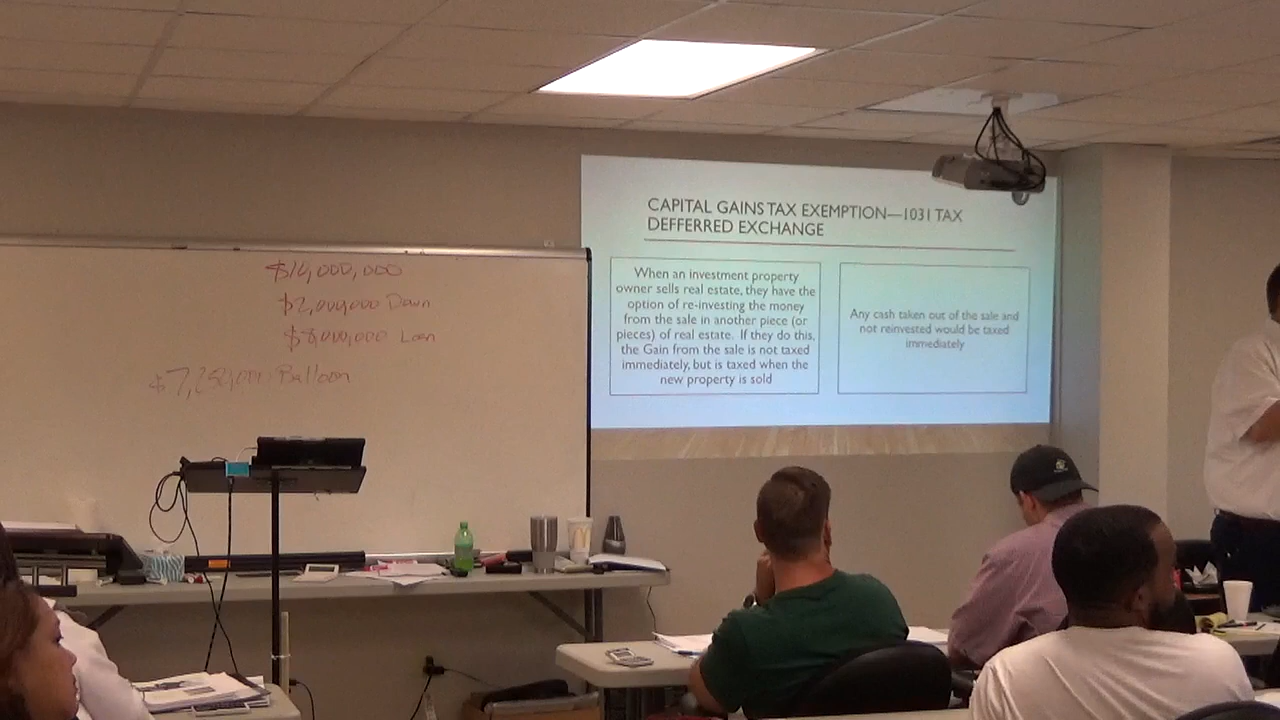 $10,000,000
$2,000,000 Down
$8,000,000 Loan
Balloon
CAPITAL GAINS TAX EXEMPTION—1031 TAX
DEFFERRED EXCHANGE
When an investment property
owner sells real estate, they have the
option of re-investing the money
from the sale in another piece (or
pieces) of real estate. If they do this,
the Gain from the sale is not taxed
immediately, but is taxed when the
new property is sold
Any cash taken out of the sale and
not reinvested would be taxed
immediately